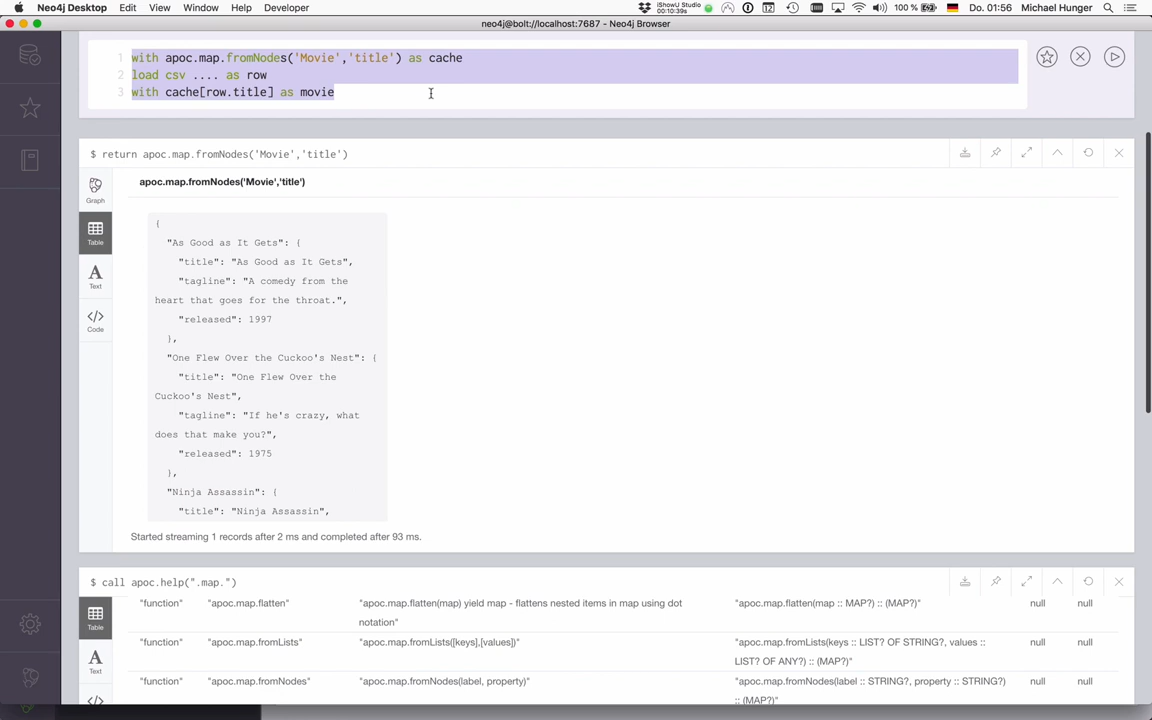 Neo4j Desktop Edit View Window Help Developer
iShowU Studio
00:10:39s
12
100 %
Do. 01:56 Michael Hunger
neo4j@bolt://localhost:7687 - Neo4j Browser
1 with apoc.map.fromNodes('Movie','title') as cache
2 load csv .... as row
3 with cache[row.title] as movie
$ return apoc.map.fromNodes('Movie','title')
Graph
Table
A
Text
</>
Code
apoc.map.fromNodes('Movie','title')
{
"As Good as It Gets": {
"title": "As Good as It Gets",
"tagline": "A comedy from the
heart that goes for the throat.",
"released": 1997
},
"One Flew Over the Cuckoo's Nest": {
"title": "One Flew Over the
Cuckoo's Nest",
"tagline": "If he's crazy, what
does that make you?",
"released": 1975
},
"Ninja Assassin": {
"title": "Ninja Assassin",
Started streaming 1 records after 2 ms and completed after 93 ms.
$ call apoc.help(".map.")
Table
A
Text
</>
"function" "apoc.map.flatten" "apoc.map.flatten(map) yield map - flattens nested items in map using dot "apoc.map.flatten(map :: MAP?) :: (MAP?)" null null
notation"
"function" "apoc.map.fromLists" "apoc.map.fromLists([keys],[values])" "apoc.map.fromLists(keys :: LIST? OF STRING?, values :: null null
LIST? OF ANY?) :: (MAP?)"
"function" "apoc.map.fromNodes" "apoc.map.fromNodes(label, property)" "apoc.map.fromNodes(label :: STRING?, property :: STRING?) null null
:: (MAP?)"